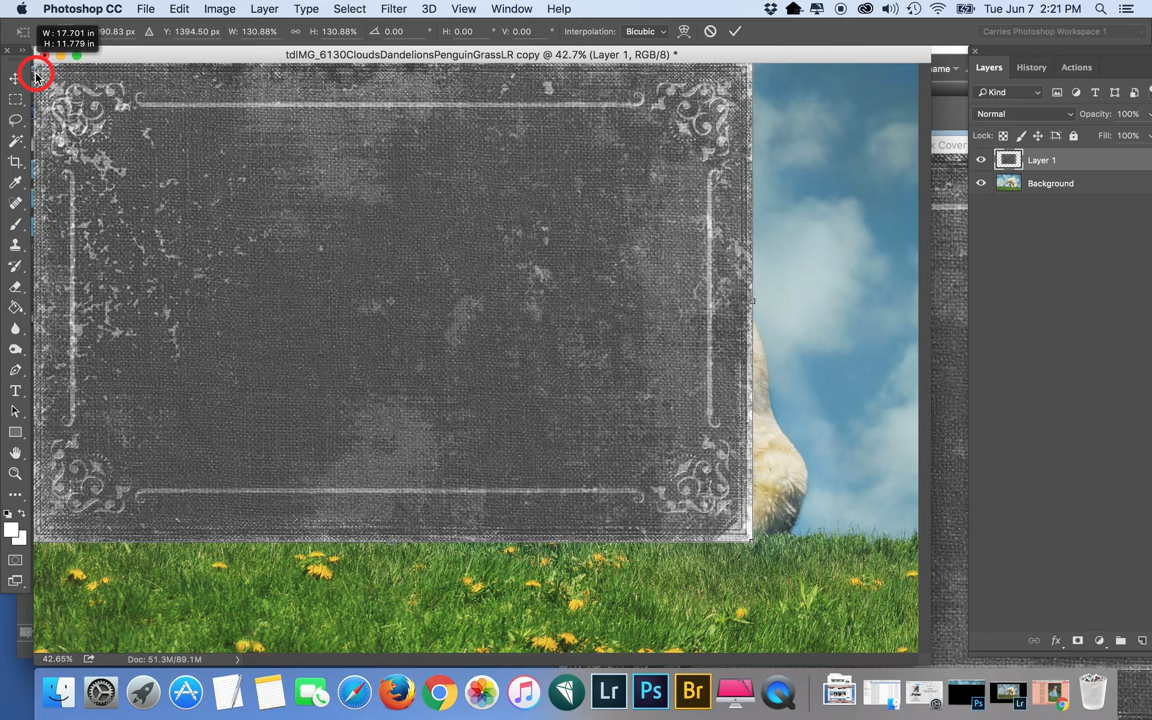 Photoshop CC File Edit Image Layer Type Select Filter 3D View Window Help Tue Jun 7 2:21 PM
W: 17.701 in
H: 11.779 in
90.83 px Y: 1394.50 px W: 130.88% H: 130.88% 0.00 ° H: 0.00 ° V: 0.00 ° Interpolation: Bicubic Carries Photoshop Workspace 1
tdIMG_6130CloudsDandelionsPenguinGrassLR copy @ 42.7% (Layer 1, RGB/8) *
ame Layers History Actions
Kind
Normal Opacity: 100%
Lock: Fill: 100%
k Cover
Layer 1
Background
fx
42.65% Doc: 51.3M/89.1M
Lr Ps Br
Ps Lr